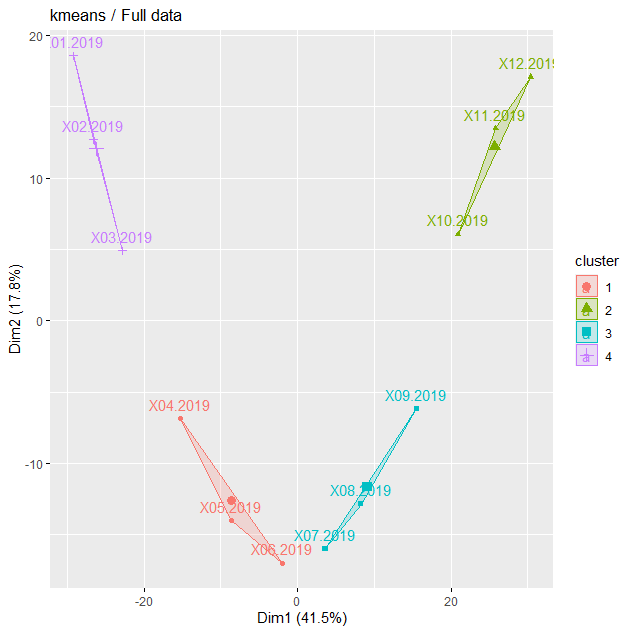 kmeans / Full data
20
10
0
-10
-20
0
20
Dim1 (41.5%)
Dim2 (17.8%)
01.2019
X02.2019
X03.2019
X12.2019
X11.2019
X10.2019
X04.2019
X05.2019
X06.2019
X09.2019
X08.2019
X07.2019
cluster
1
2
3
4